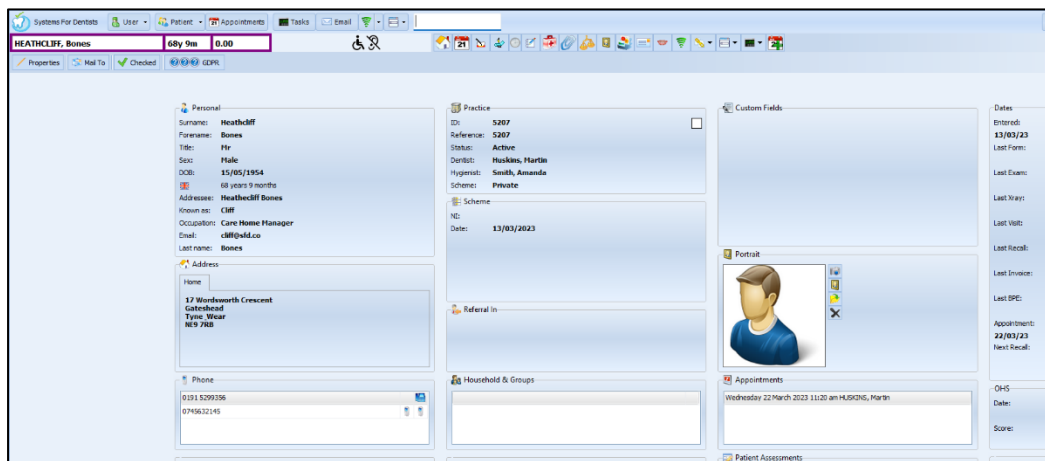 Systems For Dentists User Patient Appointments Tasks Email
HEATHCLIFF, Bones 68y 9m 0.00
Properties Mail To Checked GDPR
Personal
Surname: Heathcliff
Forename: Bones
Title: Mr
Sex: Male
DOB: 15/05/1954
68 years 9 months
Addressee: Heathecliff Bones
Known as: Cliff
Occupation: Care Home Manager
Email: cliff@sfd.co
Last name: Bones
Address
Home
17 Wordsworth Crescent
Gateshead
Tyne_Wear
NE9 7RB
Phone
0191 5299356
0745632145
Practice
ID: 5207
Reference: 5207
Status: Active
Dentist: Huskins, Martin
Hygienist: Smith, Amanda
Scheme: Private
Scheme
NI:
Date: 13/03/2023
Referral In
Household & Groups
Custom Fields
Portrait
Appointments
Wednesday 22 March 2023 11:20 am HUSKINS, Martin
Patient Assessments
Dates
Entered:
13/03/23
Last Form:
Last Exam:
Last Xray:
Last Visit:
Last Recall:
Last Invoice:
Last BPE:
Appointment:
22/03/23
Next Recall:
OHS
Date:
Score: